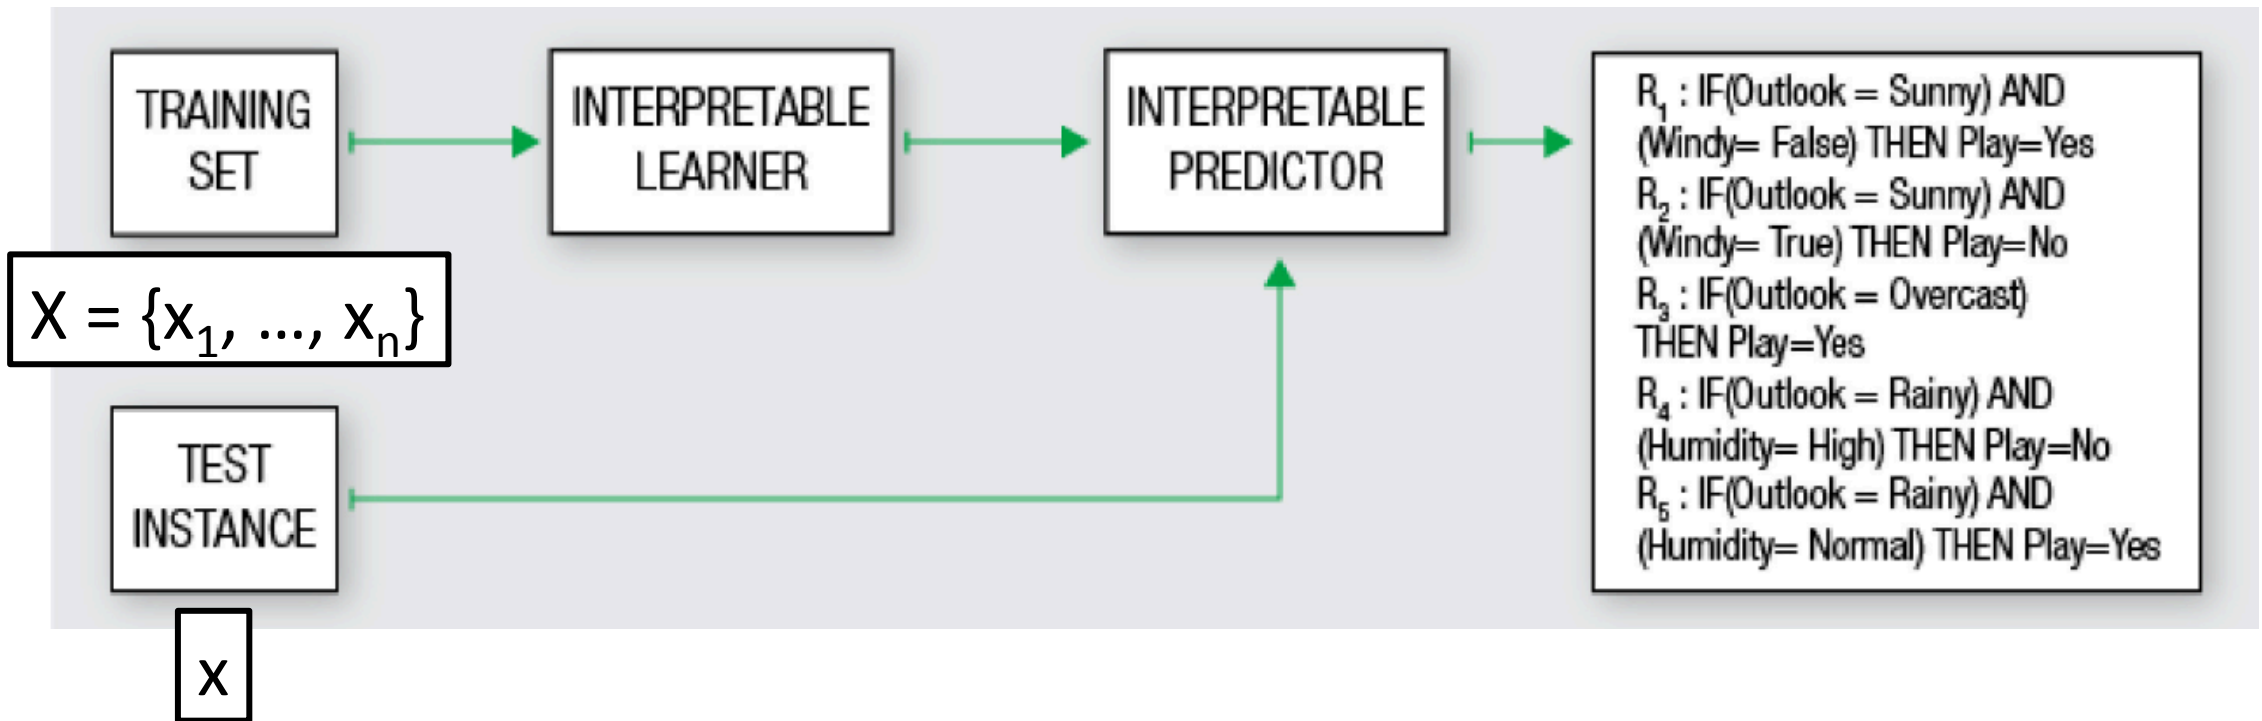 TRAINING
SET
X = {x₁, ..., xₙ}
TEST
INSTANCE
x
INTERPRETABLE
LEARNER
INTERPRETABLE
PREDICTOR
R₁ : IF(Outlook = Sunny) AND
(Windy= False) THEN Play=Yes
R₂ : IF(Outlook = Sunny) AND
(Windy= True) THEN Play=No
R₃ : IF(Outlook = Overcast)
THEN Play=Yes
R₄ : IF(Outlook = Rainy) AND
(Humidity= High) THEN Play=No
R₅ : IF(Outlook = Rainy) AND
(Humidity= Normal) THEN Play=Yes